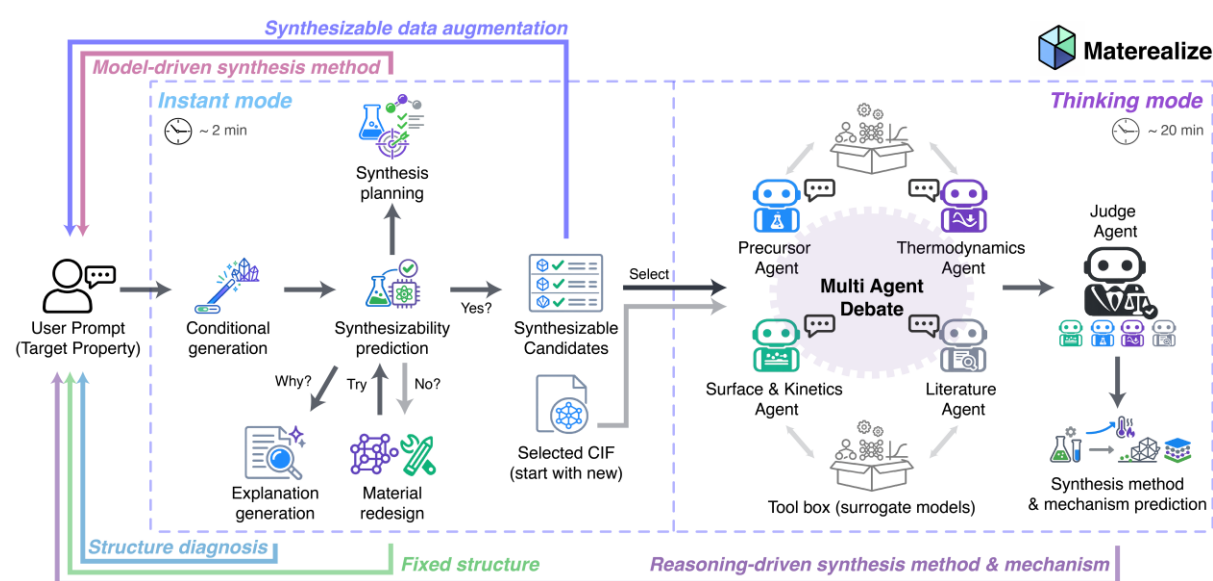 Synthesizable data augmentation
Materealize
Model-driven synthesis method
Instant mode
~ 2 min
Thinking mode
~ 20 min
Synthesis
planning
User Prompt
(Target Property)
Conditional
generation
Synthesizability
prediction
Yes?
Synthesizable
Candidates
Select
Why?
Try
No?
Explanation
generation
Material
redesign
Selected CIF
(start with new)
Precursor
Agent
Thermodynamics
Agent
Multi Agent
Debate
Surface & Kinetics
Agent
Literature
Agent
Tool box (surrogate models)
Judge
Agent
Synthesis method
& mechanism prediction
Structure diagnosis
Fixed structure
Reasoning-driven synthesis method & mechanism